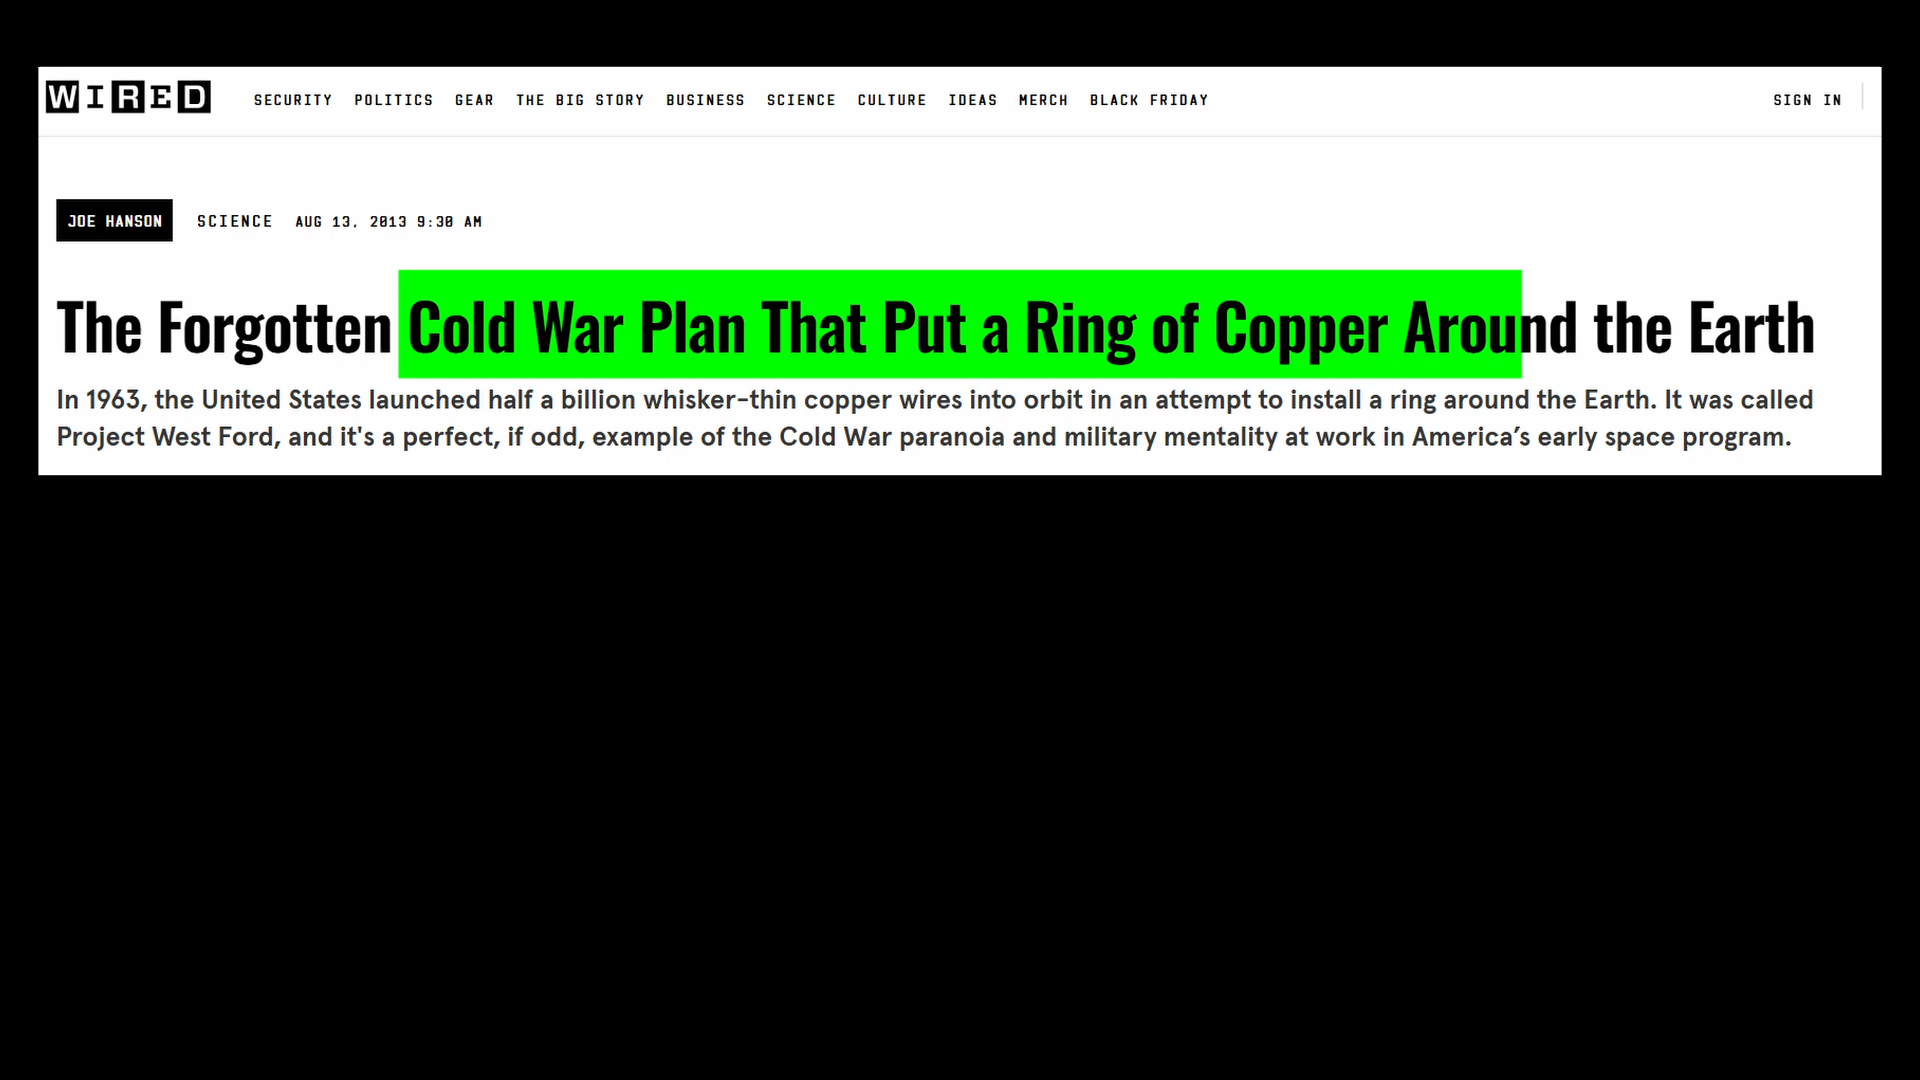 WIRED SECURITY POLITICS GEAR THE BIG STORY BUSINESS SCIENCE CULTURE IDEAS MERCH BLACK FRIDAY SIGN IN
JOE HANSON SCIENCE AUG 13, 2013 9:30 AM
The Forgotten Cold War Plan That Put a Ring of Copper Around the Earth
In 1963, the United States launched half a billion whisker-thin copper wires into orbit in an attempt to install a ring around the Earth. It was called
Project West Ford, and it's a perfect, if odd, example of the Cold War paranoia and military mentality at work in America’s early space program.